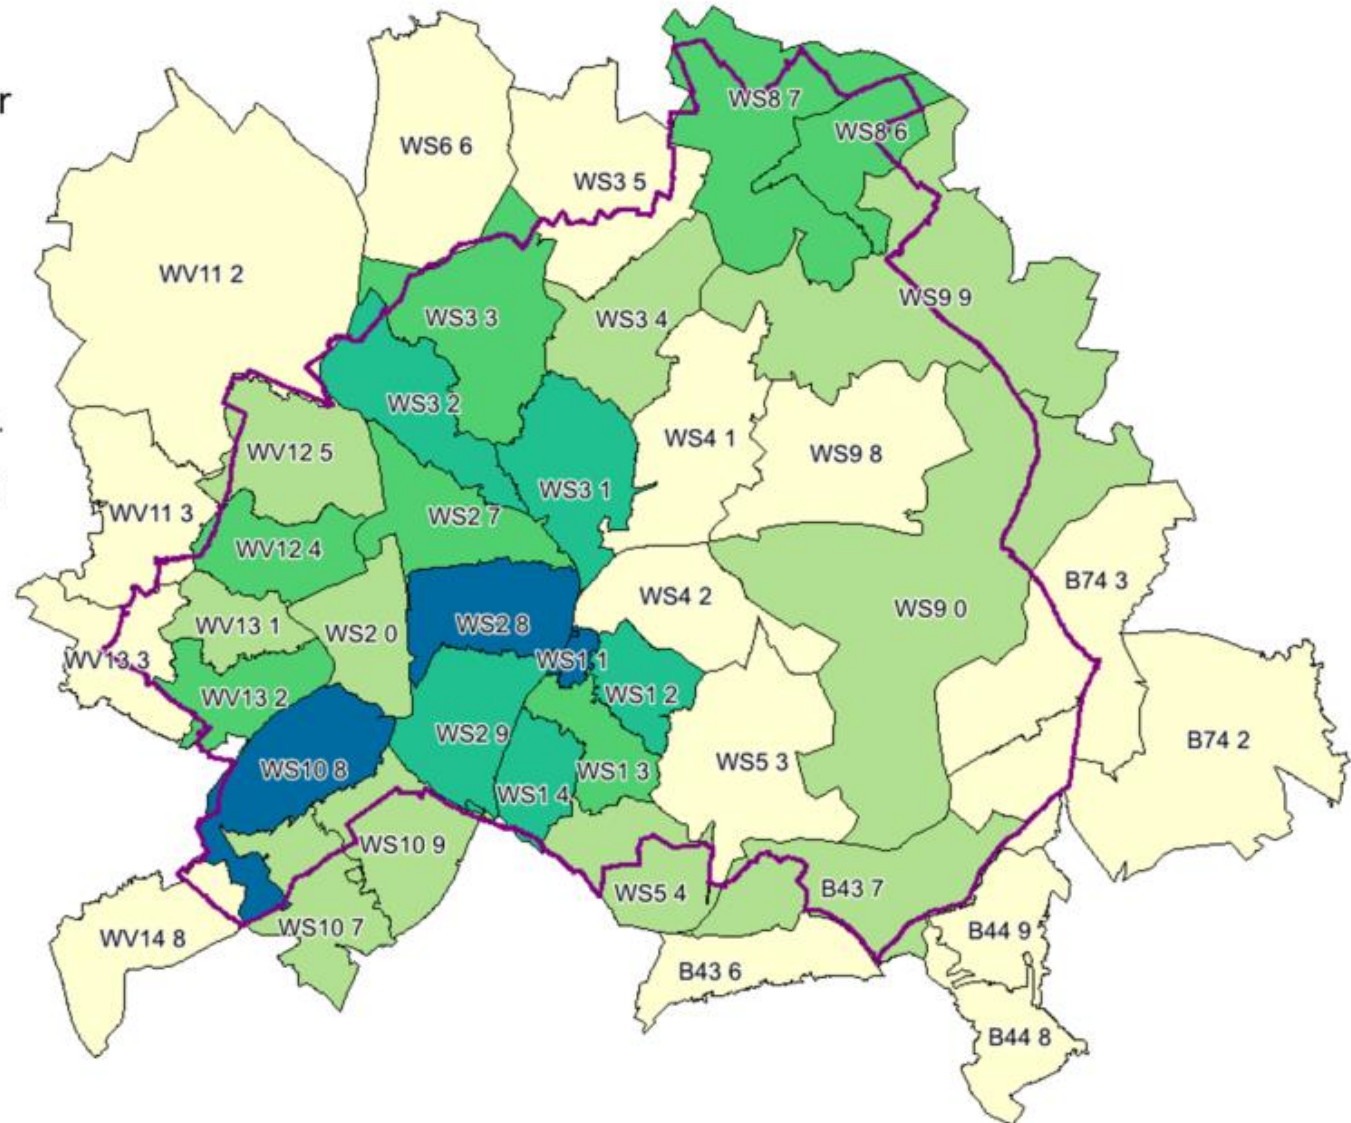 r
WS8 7
WS8 6
WS6 6
WS3 5
WV11 2
WS9 9
WS3 3
WS3 4
WS3 2
WS4 1
WV12 5
WS9 8
WS3 1
WV11 3
WS2 7
WV12 4
B74 3
WS4 2
WS9 0
WV13 1
WS2 0
WS2 8
WV13 3
WS1 1
WS1 2
WV13 2
WS2 9
B74 2
WS10 8
WS1 3
WS5 3
WS1 4
WS10 9
WS5 4
B43 7
WS10 7
WV14 8
B44 9
B43 6
B44 8